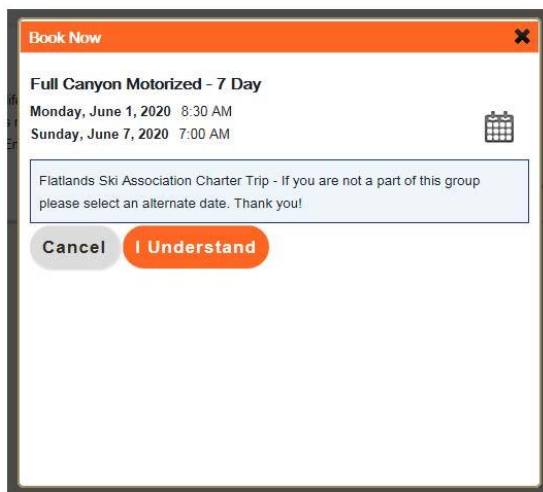 Book Now
Full Canyon Motorized - 7 Day
Monday, June 1, 2020 8:30 AM
Sunday, June 7, 2020 7:00 AM
Flatlands Ski Association Charter Trip - If you are not a part of this group
please select an alternate date. Thank you!
Cancel I Understand